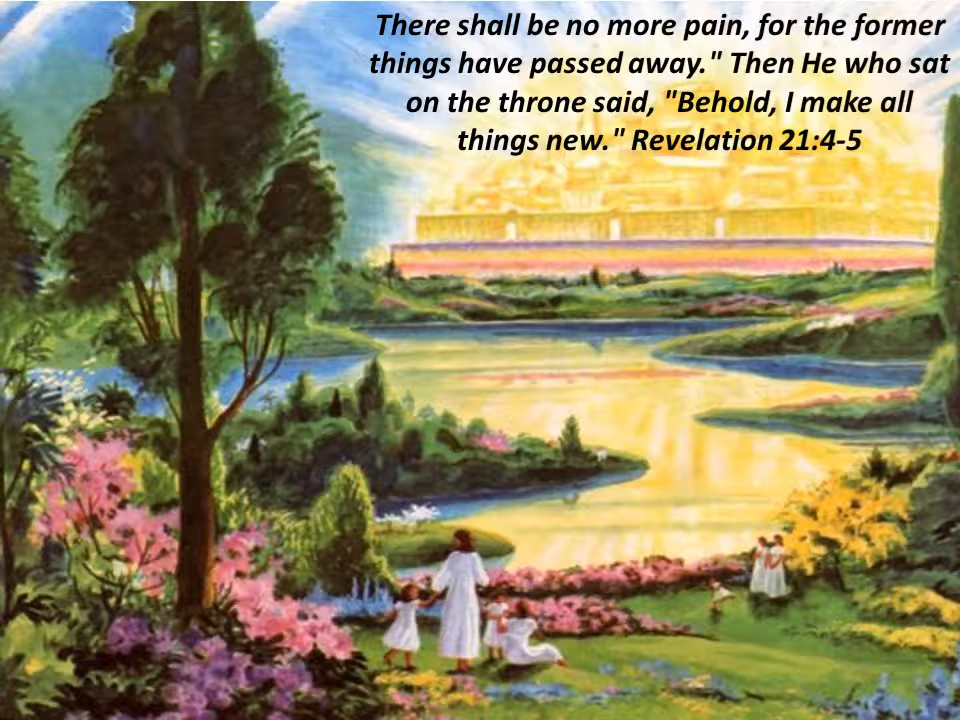 There shall be no more pain, for the former
things have passed away." Then He who sat
on the throne said, "Behold, I make all
things new." Revelation 21:4-5